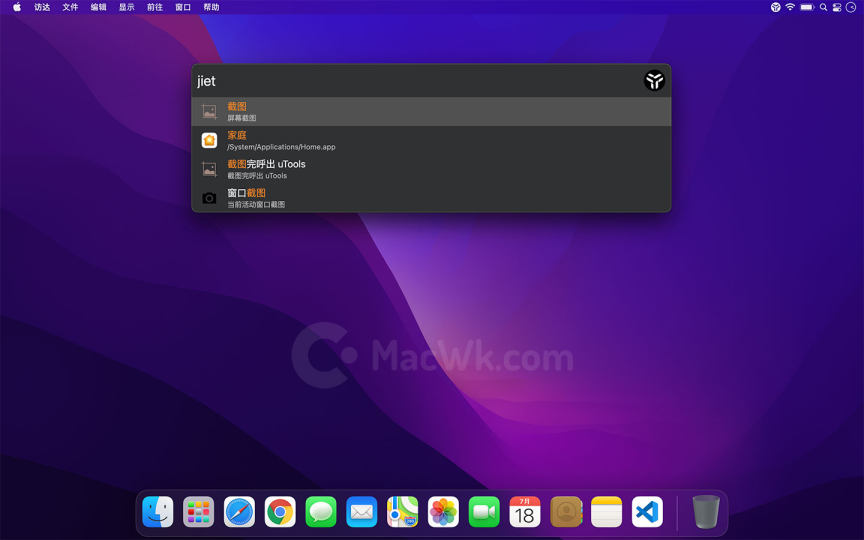 访达 文件 编辑 显示 前往 窗口 帮助
jiet
截图
屏幕截图
家庭
/System/Applications/Home.app
截图完呼出 uTools
截图完呼出 uTools
窗口截图
当前活动窗口截图
MacWk.com
7月
18